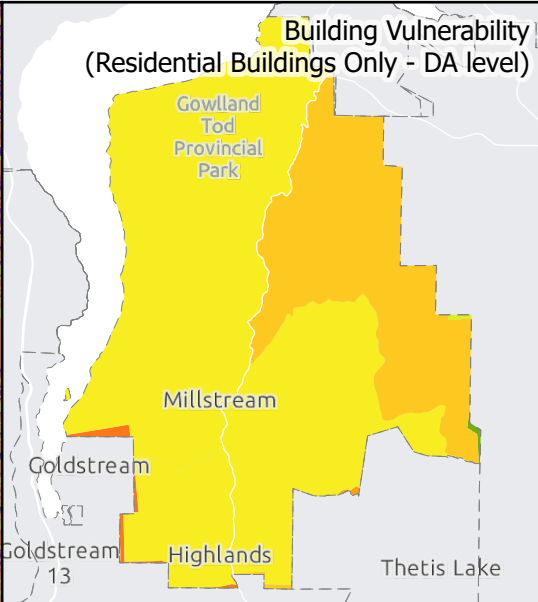 Building Vulnerability
(Residential Buildings Only - DA level)
Gowlland
Tod
Provincial
Park
Millstream
Goldstream
Goldstream
13
Highlands
Thetis Lake